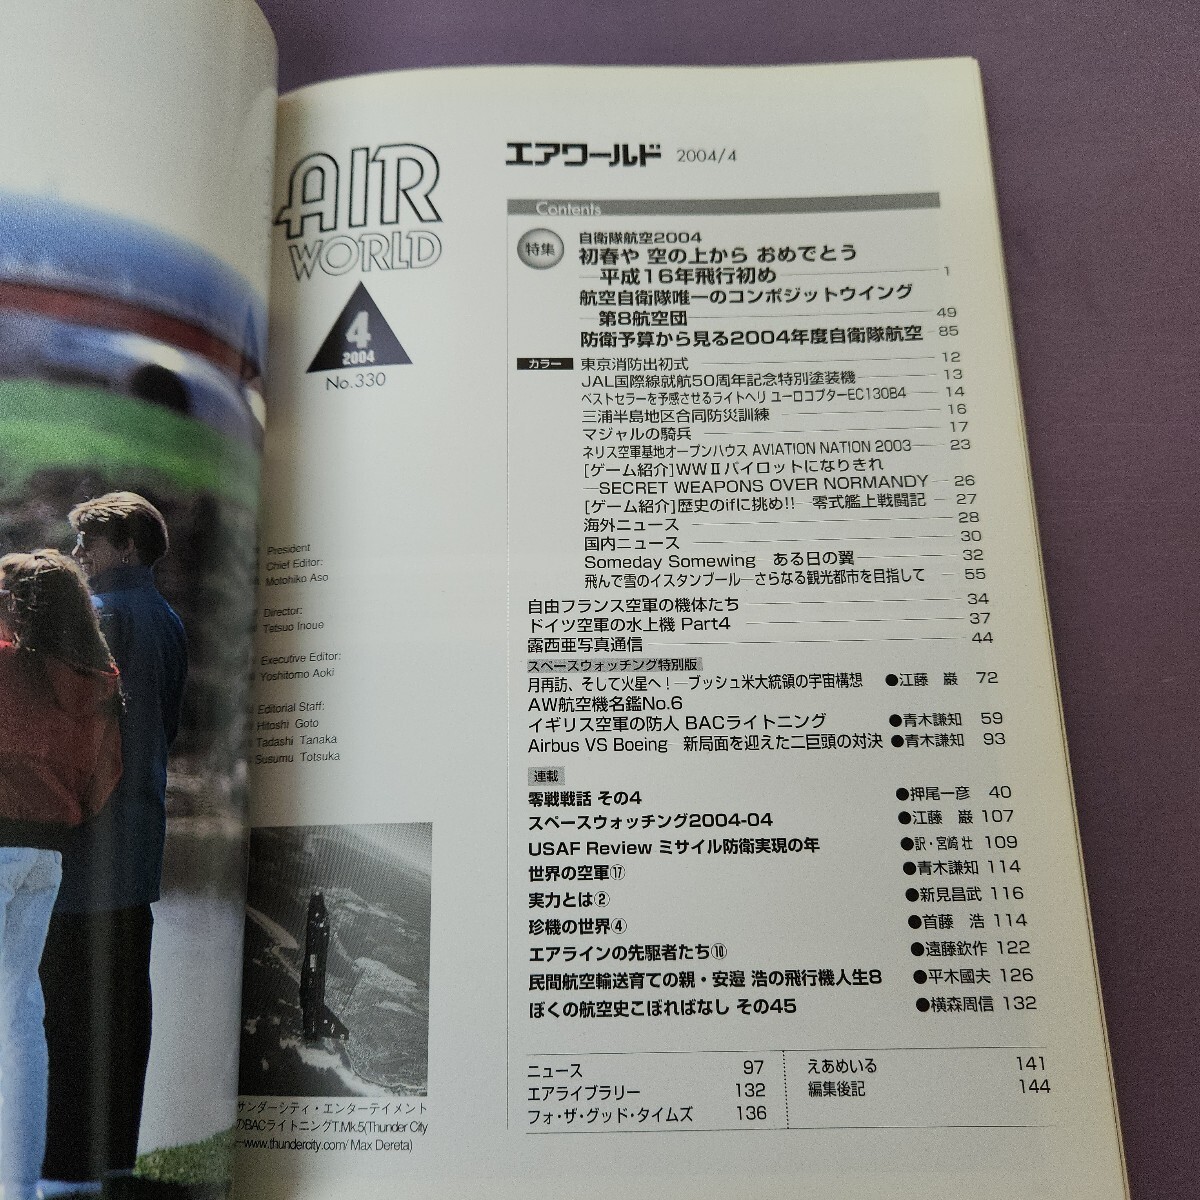 AIR
WORLD
4
2004
No.330
President
Chief Editor:
Motohiko Aso
Director:
Tetsuo Inoue
Executive Editor:
Yoshitomo Aoki
Editorial Staff:
Hitoshi Goto
Tadashi Tanaka
Susumu Totsuka
サンダーシティ・エンターテイメント
のBACライトニングT.Mk.5(Thunder City
―www.thundercity.com/ Max Dereta)
エアワールド 2004/4
Contents
特集 自衛隊航空2004
初春や 空の上から おめでとう
―平成16年飛行初め 1
航空自衛隊唯一のコンポジットウイング
―第8航空団 49
防衛予算から見る2004年度自衛隊航空 85
カラー 東京消防出初式 12
JAL国際線就航50周年記念特別塗装機 13
ベストセラーを予感させるライトヘリ ユーロコプターEC130B4 14
三浦半島地区合同防災訓練 16
マジャルの騎兵 17
ネリス空軍基地オープンハウス AVIATION NATION 2003 23
[ゲーム紹介]WWⅡパイロットになりきれ
―SECRET WEAPONS OVER NORMANDY 26
[ゲーム紹介]歴史のifに挑め!! 零式艦上戦闘記 27
海外ニュース 28
国内ニュース 30
Someday Somewing ある日の翼 32
飛んで雪のイスタンブール―さらなる観光都市を目指して 55
自由フランス空軍の機体たち 34
ドイツ空軍の水上機 Part4 37
露西亜写真通信 44
スペースウォッチング特別版
月再訪、そして火星へ!―ブッシュ米大統領の宇宙構想 ●江藤 巌 72
AW航空機名鑑No.6
イギリス空軍の防人 BACライトニング ●青木謙知 59
Airbus VS Boeing 新局面を迎えた二巨頭の対決 ●青木謙知 93
連載
零戦戦話 その4 ●押尾一彦 40
スペースウォッチング2004-04 ●江藤 巌 107
USAF Review ミサイル防衛実現の年 ●訳・宮崎 壮 109
世界の空軍⑰ ●青木謙知 114
実力とは② ●新見昌武 116
珍機の世界④ ●首藤 浩 114
エアラインの先駆者たち⑩ ●遠藤欽作 122
民間航空輸送育ての親・安邉 浩の飛行機人生8 ●平木國夫 126
ぼくの航空史こぼればなし その45 ●横森周信 132
ニュース 97
エアライブラリー 132
フォ・ザ・グッド・タイムズ 136
えあめいる 141
編集後記 144